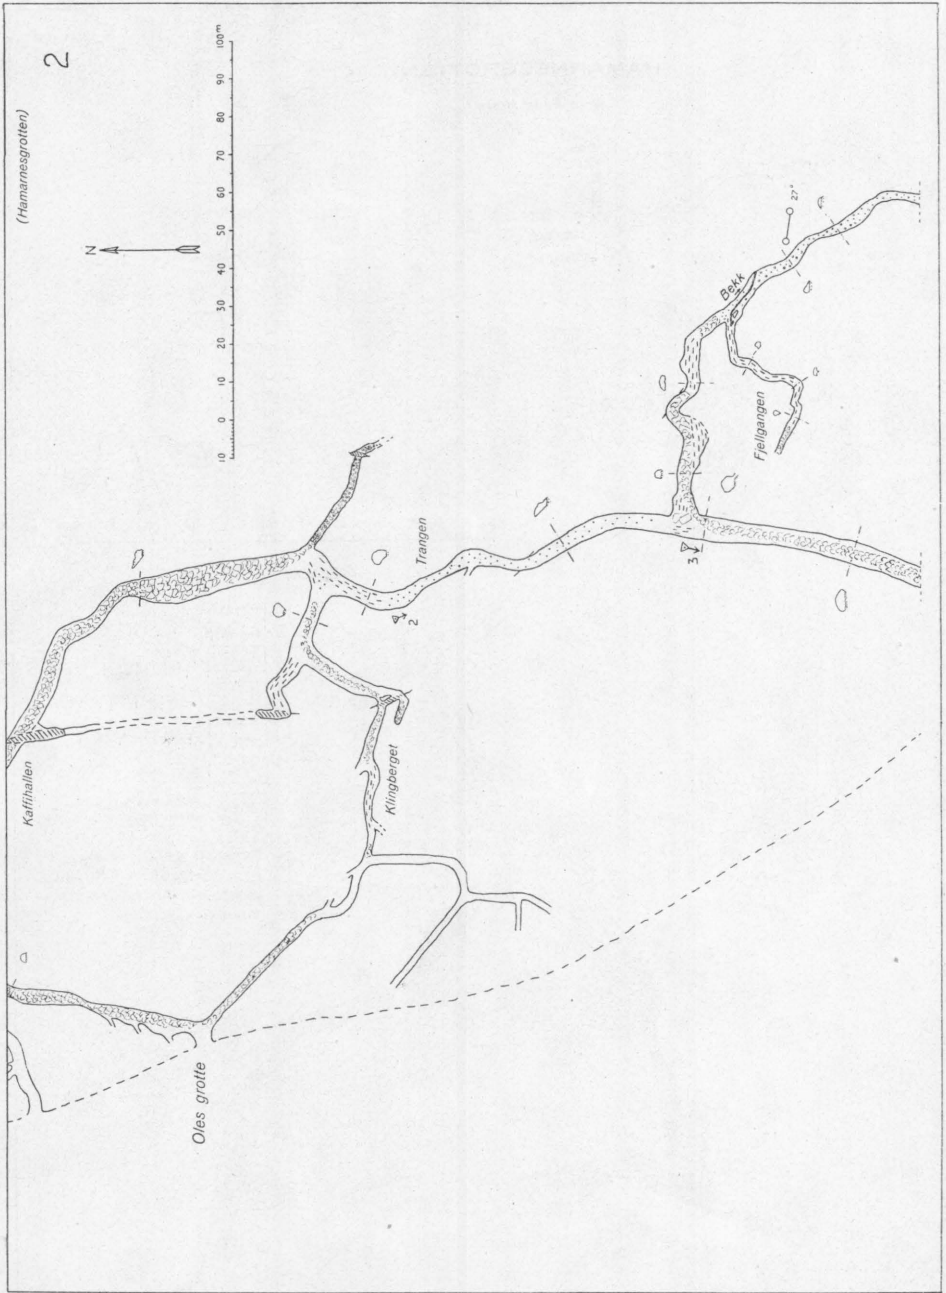 (Hamarnesgrotten)
2
N
10 0 10 20 30 40 50 60 70 80 90 100m
Kaffihallen
Trangen
2
Klingberget
Oles grotte
3
Bekk
27°
Fjellgangen